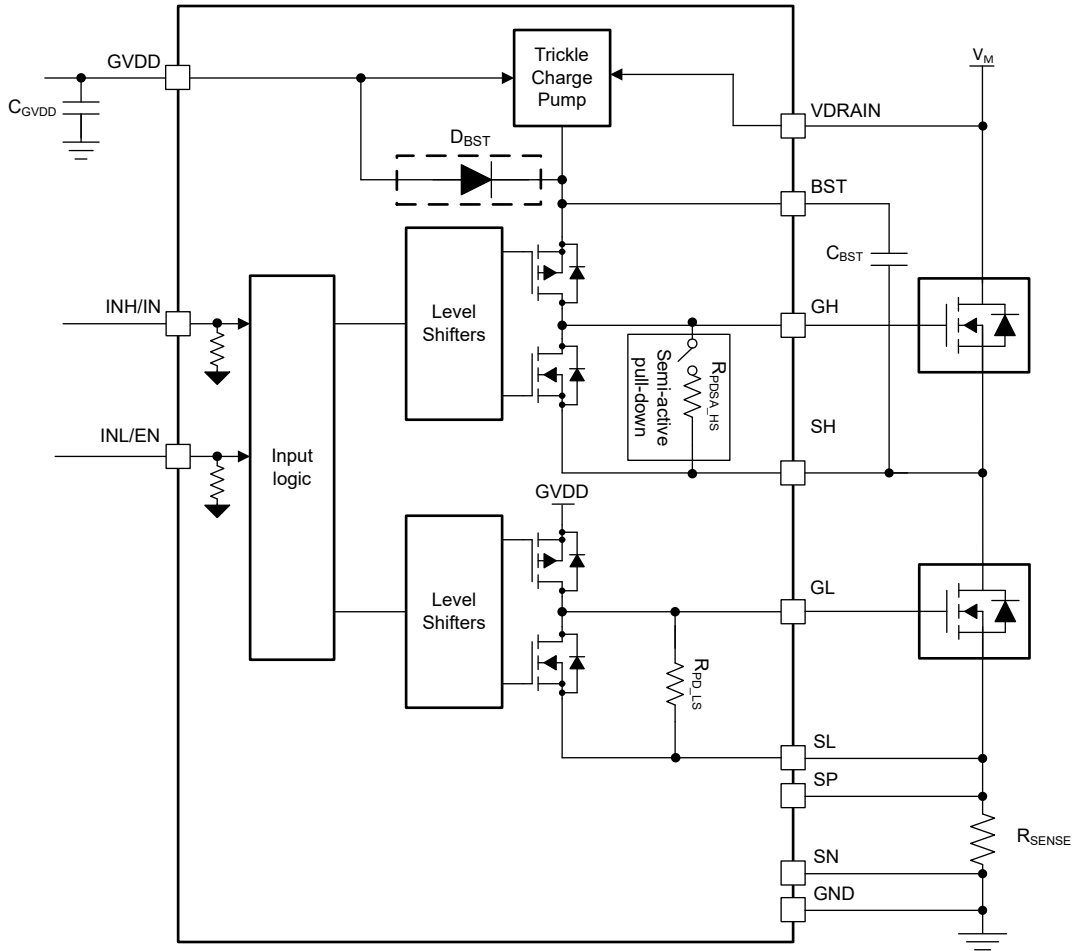 GVDD
C_GVDD
Trickle
Charge
Pump
V_M
VDRAIN
D_BST
BST
C_BST
INH/IN
Level
Shifters
GH
R_PDSA_HS
Semi-active
pull-down
SH
INL/EN
Input
logic
GVDD
Level
Shifters
GL
R_PD_LS
SL
SP
R_SENSE
SN
GND